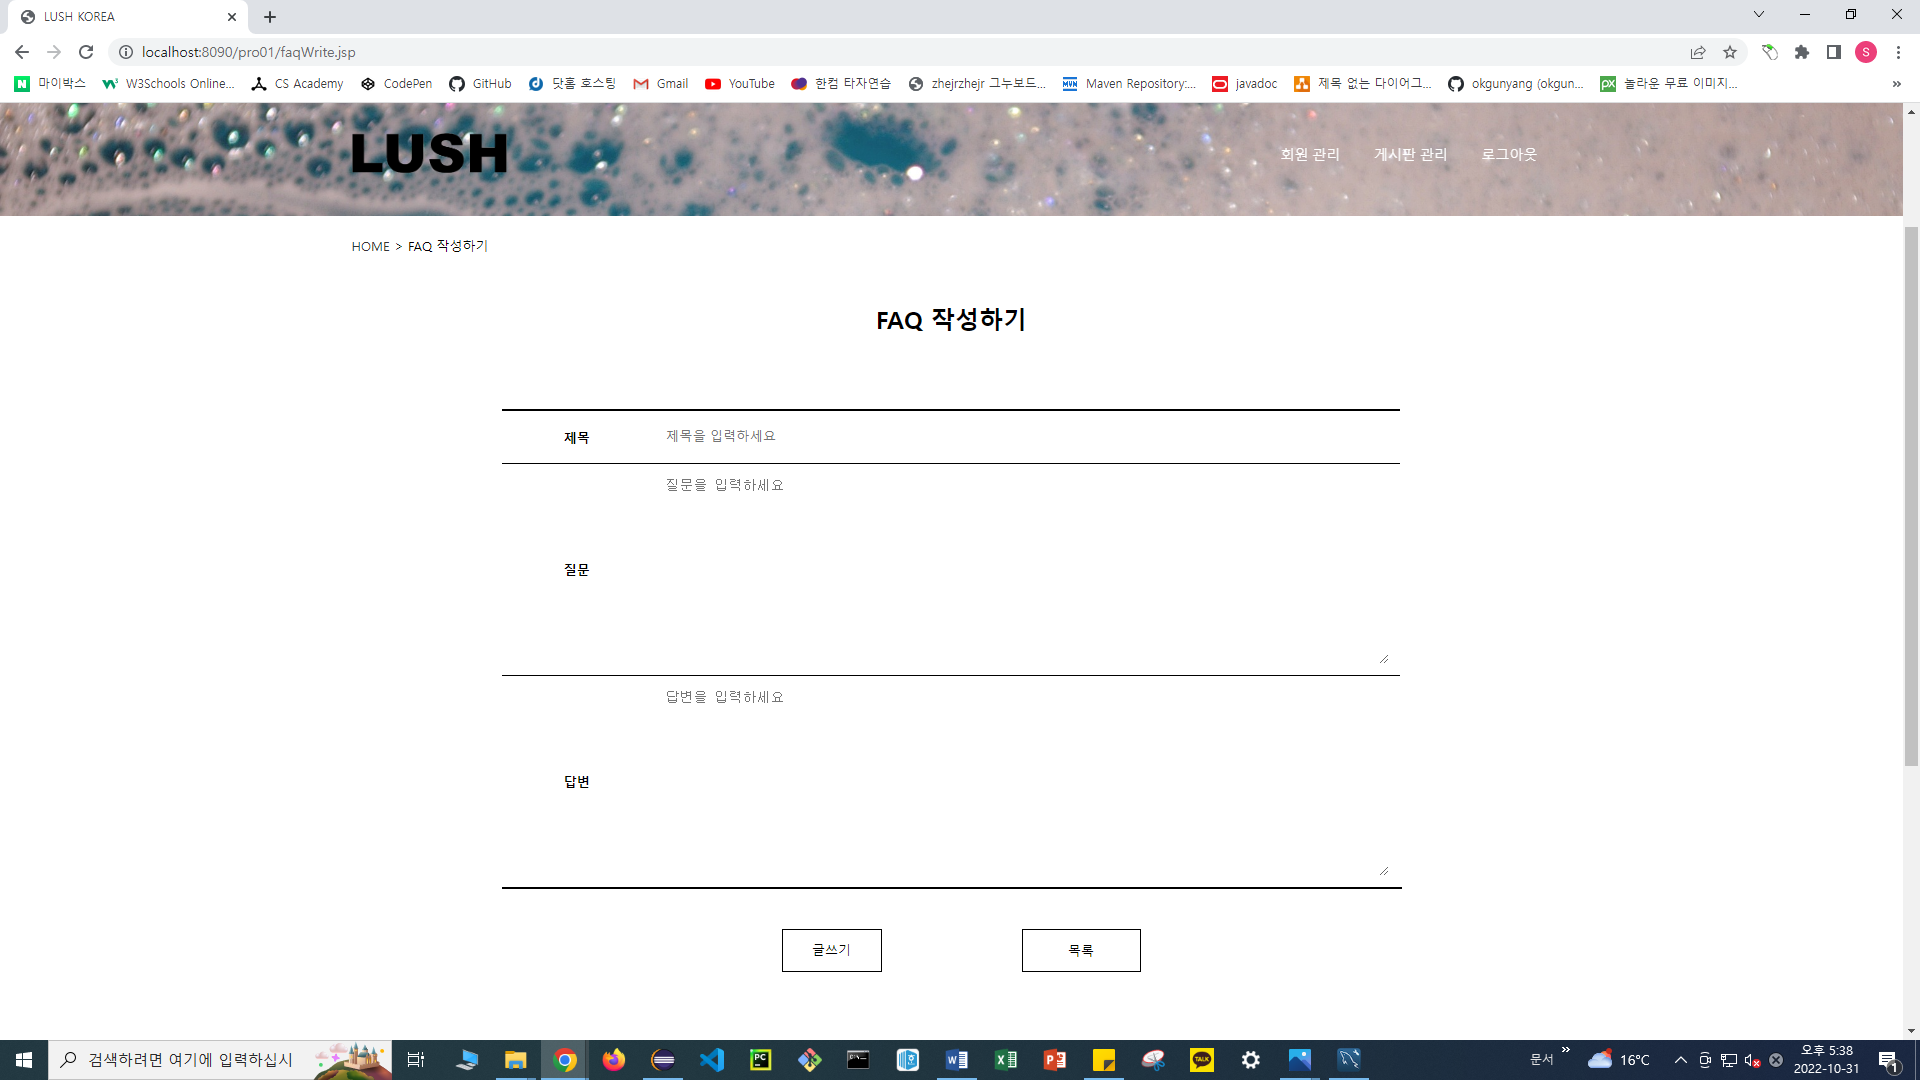 LUSH KOREA
localhost:8090/pro01/faqWrite.jsp
S
마이박스 W3Schools Online... CS Academy CodePen GitHub 닷홈 호스팅 Gmail YouTube 한컴 타자연습 zhejrzhejr 그누보드... Maven Repository:... javadoc 제목 없는 다이어그... okgunyang (okgun... 놀라운 무료 이미지... »
LUSH
회원 관리 게시판 관리 로그아웃
HOME > FAQ 작성하기
FAQ 작성하기
제목 제목을 입력하세요
질문을 입력하세요
질문
답변을 입력하세요
답변
글쓰기 목록
검색하려면 여기에 입력하십시
문서 » 16°C
오후 5:38
2022-10-31
1